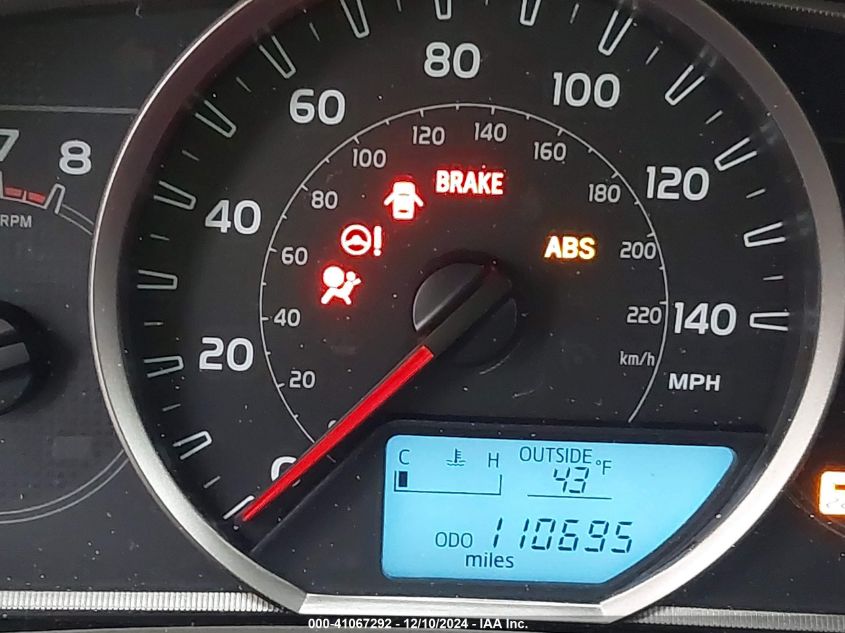 7 8
RPM
0 20 40 60 80 100 120 140
MPH
20 40 60 80 100 120 140 160 180 200 220
km/h
BRAKE
ABS
C H
OUTSIDE
43 °F
ODO 110695
miles
000-41067292 - 12/10/2024 - IAA Inc.